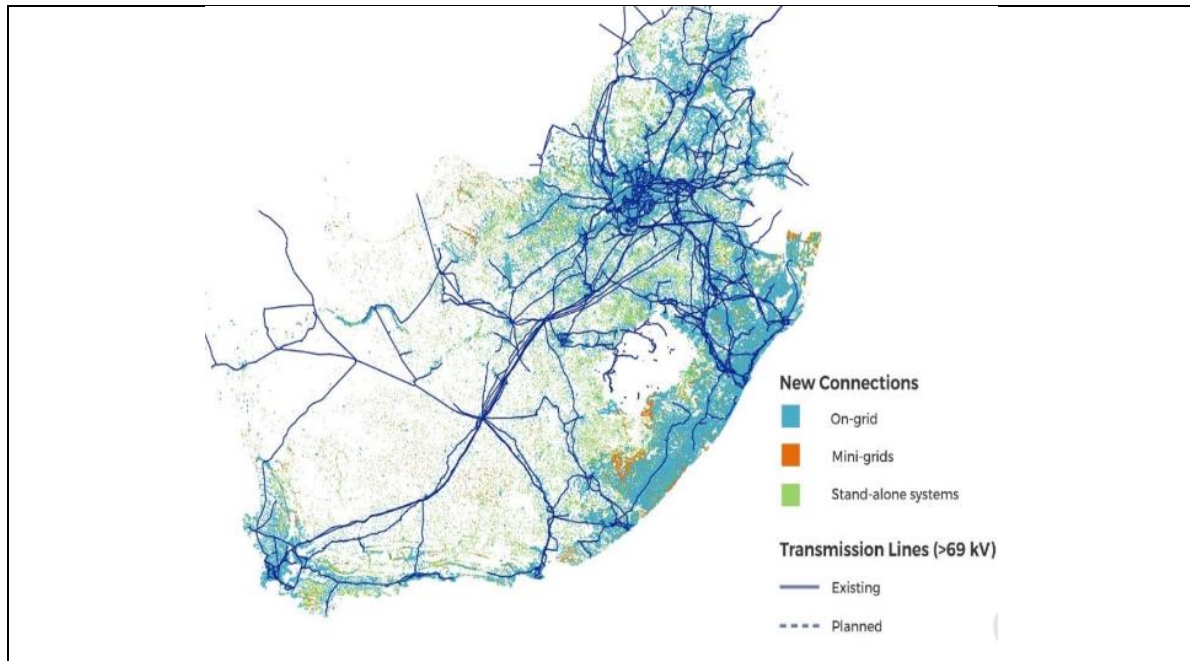 New Connections
On-grid
Mini-grids
Stand-alone systems
Transmission Lines (>69 kV)
Existing
Planned